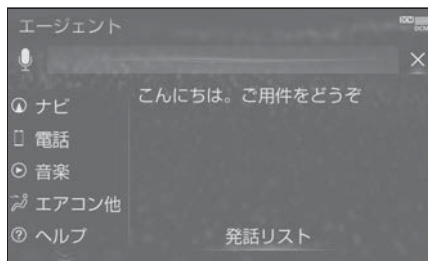 エージェント
DCM
こんにちは。ご用件をどうぞ
ナビ
電話
音楽
エアコン他
ヘルプ
発話リスト